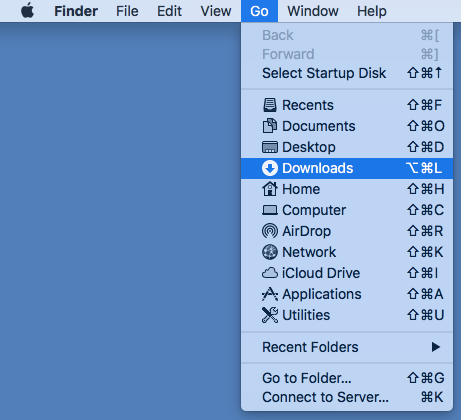 Finder File Edit View Go Window Help
Back ⌘[
Forward ⌘]
Select Startup Disk ⇧⌘↑
Recents ⇧⌘F
Documents ⇧⌘O
Desktop ⇧⌘D
Downloads ⌥⌘L
Home ⇧⌘H
Computer ⇧⌘C
AirDrop ⇧⌘R
Network ⇧⌘K
iCloud Drive ⇧⌘I
Applications ⇧⌘A
Utilities ⇧⌘U
Recent Folders ▶
Go to Folder... ⇧⌘G
Connect to Server... ⌘K